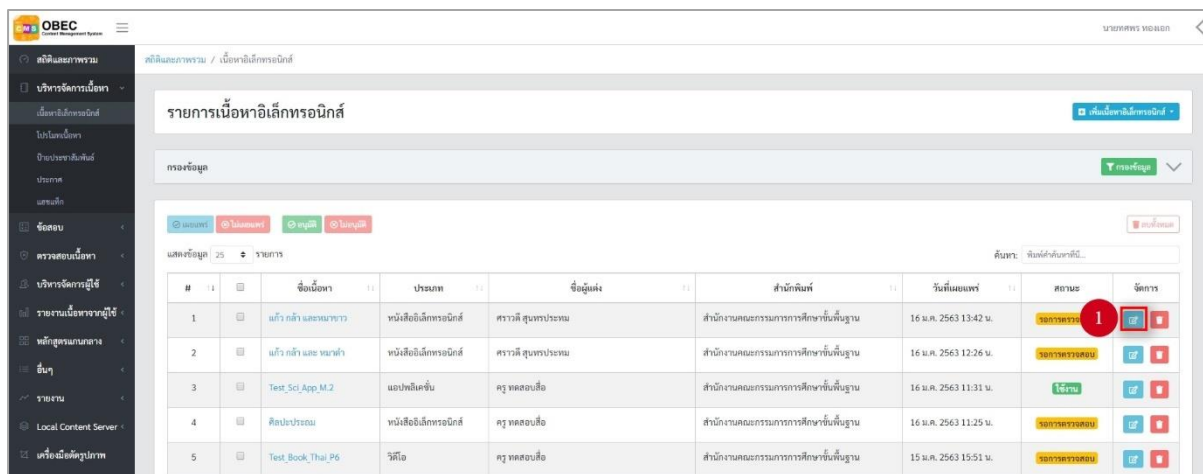 CMS OBEC
Content Management System
นายทศพร ทองเอก
สถิติและภาพรวม
สถิติและภาพรวม / เนื้อหาอิเล็กทรอนิกส์
บริหารจัดการเนื้อหา
เนื้อหาอิเล็กทรอนิกส์
โปรโมทเนื้อหา
ป้ายประชาสัมพันธ์
ประกาศ
แฮชแท็ก
ข้อสอบ
ตรวจสอบเนื้อหา
บริหารจัดการผู้ใช้
รายงานเนื้อหาจากผู้ใช้
หลักสูตรแกนกลาง
อื่นๆ
รายงาน
Local Content Server
เครื่องมือตัดรูปภาพ
รายการเนื้อหาอิเล็กทรอนิกส์ เพิ่มเนื้อหาอิเล็กทรอนิกส์
กรองข้อมูล กรองข้อมูล
เผยแพร่ ไม่เผยแพร่ อนุมัติ ไม่อนุมัติ ลบทั้งหมด
แสดงข้อมูล 25 รายการ ค้นหา: พิมพ์คำค้นหาที่นี่...
# ชื่อเนื้อหา ประเภท ชื่อผู้แต่ง สำนักพิมพ์ วันที่เผยแพร่ สถานะ จัดการ
1 แก้ว กล้า และหมาขาว หนังสืออิเล็กทรอนิกส์ ศราวดี สุนทรประทม สำนักงานคณะกรรมการการศึกษาขั้นพื้นฐาน 16 ม.ค. 2563 13:42 น. รอการตรวจ 1
2 แก้ว กล้า และ หมาดำ หนังสืออิเล็กทรอนิกส์ ศราวดี สุนทรประทม สำนักงานคณะกรรมการการศึกษาขั้นพื้นฐาน 16 ม.ค. 2563 12:26 น. รอการตรวจสอบ
3 Test_Sci_App_M.2 แอปพลิเคชั่น ครู ทดสอบสื่อ สำนักงานคณะกรรมการการศึกษาขั้นพื้นฐาน 16 ม.ค. 2563 11:31 น. ใช้งาน
4 ศิลปะประถม หนังสืออิเล็กทรอนิกส์ ครู ทดสอบสื่อ สำนักงานคณะกรรมการการศึกษาขั้นพื้นฐาน 16 ม.ค. 2563 11:25 น. รอการตรวจสอบ
5 Test_Book_Thai_P6 วิดีโอ ครู ทดสอบสื่อ สำนักงานคณะกรรมการการศึกษาขั้นพื้นฐาน 15 ม.ค. 2563 15:51 น. รอการตรวจสอบ